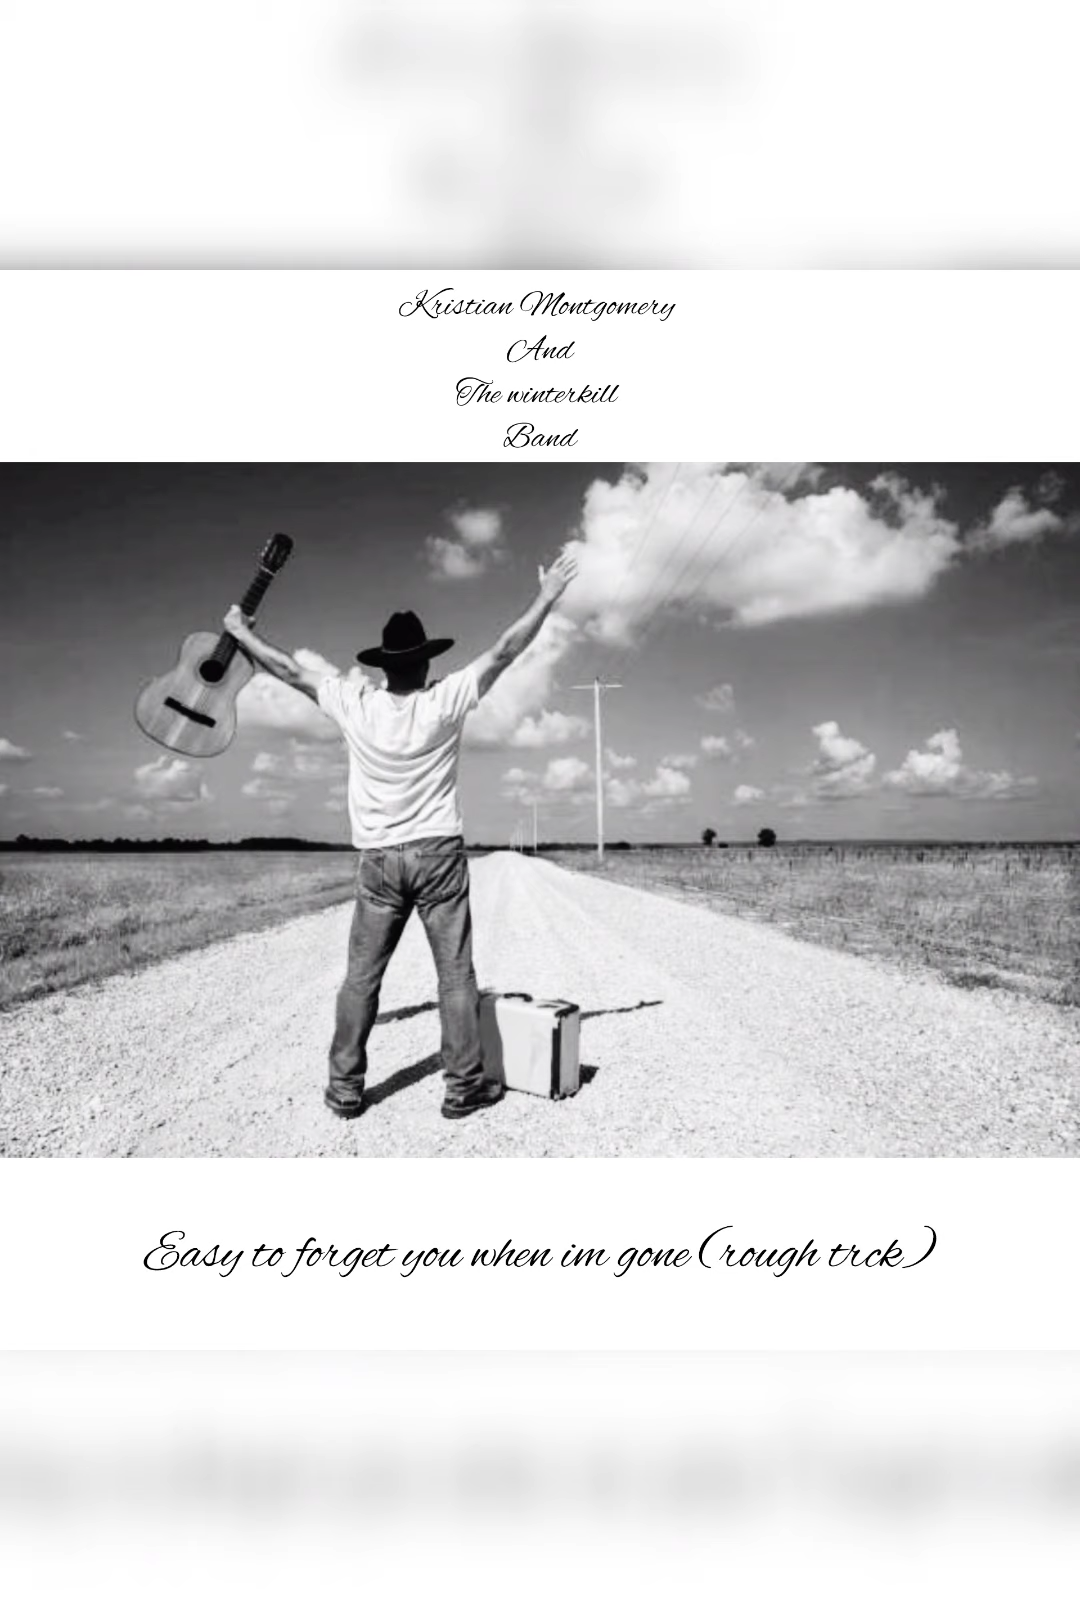 Kristian Montgomery
And
The winterkill
Band
Easy to forget you when im gone (rough trck)